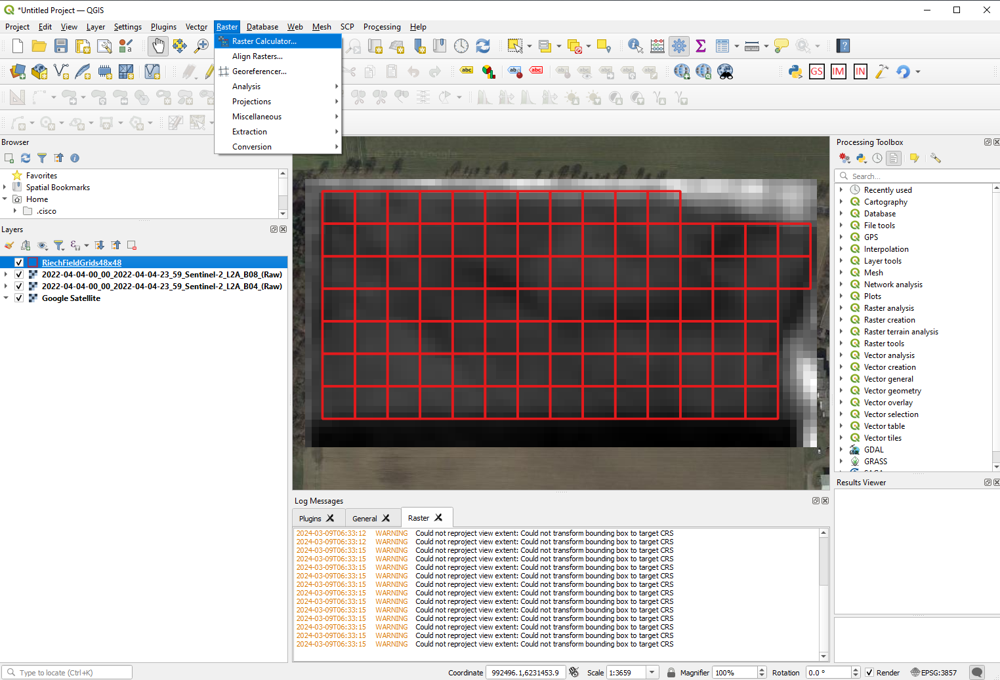 *Untitled Project — QGIS
Project Edit View Layer Settings Plugins Vector Raster Database Web Mesh SCP Processing Help
Raster Calculator...
Align Rasters...
Georeferencer...
Analysis
Projections
Miscellaneous
Extraction
Conversion
abc abc abc abc
GS IM IN
Browser
Favorites
Spatial Bookmarks
Home
.cisco
Layers
RiechFieldGrids48x48
2022-04-04-00_00_2022-04-04-23_59_Sentinel-2_L2A_B08_(Raw)
2022-04-04-00_00_2022-04-04-23_59_Sentinel-2_L2A_B04_(Raw)
Google Satellite
Processing Toolbox
Search...
Recently used
Cartography
Database
File tools
GPS
Interpolation
Layer tools
Mesh
Network analysis
Plots
Raster analysis
Raster creation
Raster terrain analysis
Raster tools
Vector analysis
Vector creation
Vector general
Vector geometry
Vector overlay
Vector selection
Vector table
Vector tiles
GDAL
GRASS
Results Viewer
Log Messages
Plugins General Raster
2024-03-09T06:33:12 WARNING Could not reproject view extent: Could not transform bounding box to target CRS
2024-03-09T06:33:12 WARNING Could not reproject view extent: Could not transform bounding box to target CRS
2024-03-09T06:33:15 WARNING Could not reproject view extent: Could not transform bounding box to target CRS
2024-03-09T06:33:15 WARNING Could not reproject view extent: Could not transform bounding box to target CRS
2024-03-09T06:33:15 WARNING Could not reproject view extent: Could not transform bounding box to target CRS
2024-03-09T06:33:15 WARNING Could not reproject view extent: Could not transform bounding box to target CRS
2024-03-09T06:33:15 WARNING Could not reproject view extent: Could not transform bounding box to target CRS
2024-03-09T06:33:15 WARNING Could not reproject view extent: Could not transform bounding box to target CRS
2024-03-09T06:33:15 WARNING Could not reproject view extent: Could not transform bounding box to target CRS
2024-03-09T06:33:15 WARNING Could not reproject view extent: Could not transform bounding box to target CRS
2024-03-09T06:33:15 WARNING Could not reproject view extent: Could not transform bounding box to target CRS
2024-03-09T06:33:15 WARNING Could not reproject view extent: Could not transform bounding box to target CRS
2024-03-09T06:33:15 WARNING Could not reproject view extent: Could not transform bounding box to target CRS
2024-03-09T06:33:15 WARNING Could not reproject view extent: Could not transform bounding box to target CRS
Type to locate (Ctrl+K) Coordinate 992496.1,6231453.9 Scale 1:3659 Magnifier 100% Rotation 0.0 ° Render EPSG:3857